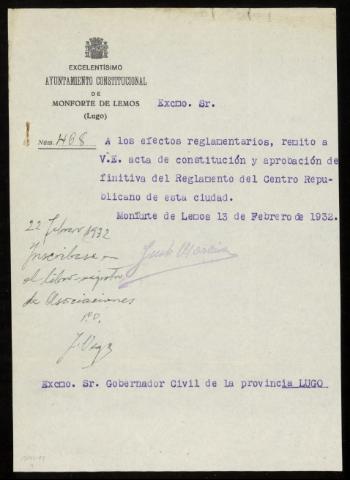 EXCELENTÍSIMO
AYUNTAMIENTO CONSTITUCIONAL
DE
MONFORTE DE LEMOS
(Lugo)
Excmo. Sr.
Núm. 408
A los efectos reglamentarios, remito a
V.E. acta de constitución y aprobación de
finitiva del Reglamento del Centro Repu-
blicano de esta ciudad.
Monforte de Lemos 13 de Febrero de 1932.
22 febrero 1932
Inscríbase en
el libro-registro
de Asociaciones
P.O.
J. Vega
Excmo. Sr. Gobernador Civil de la provincia LUGO